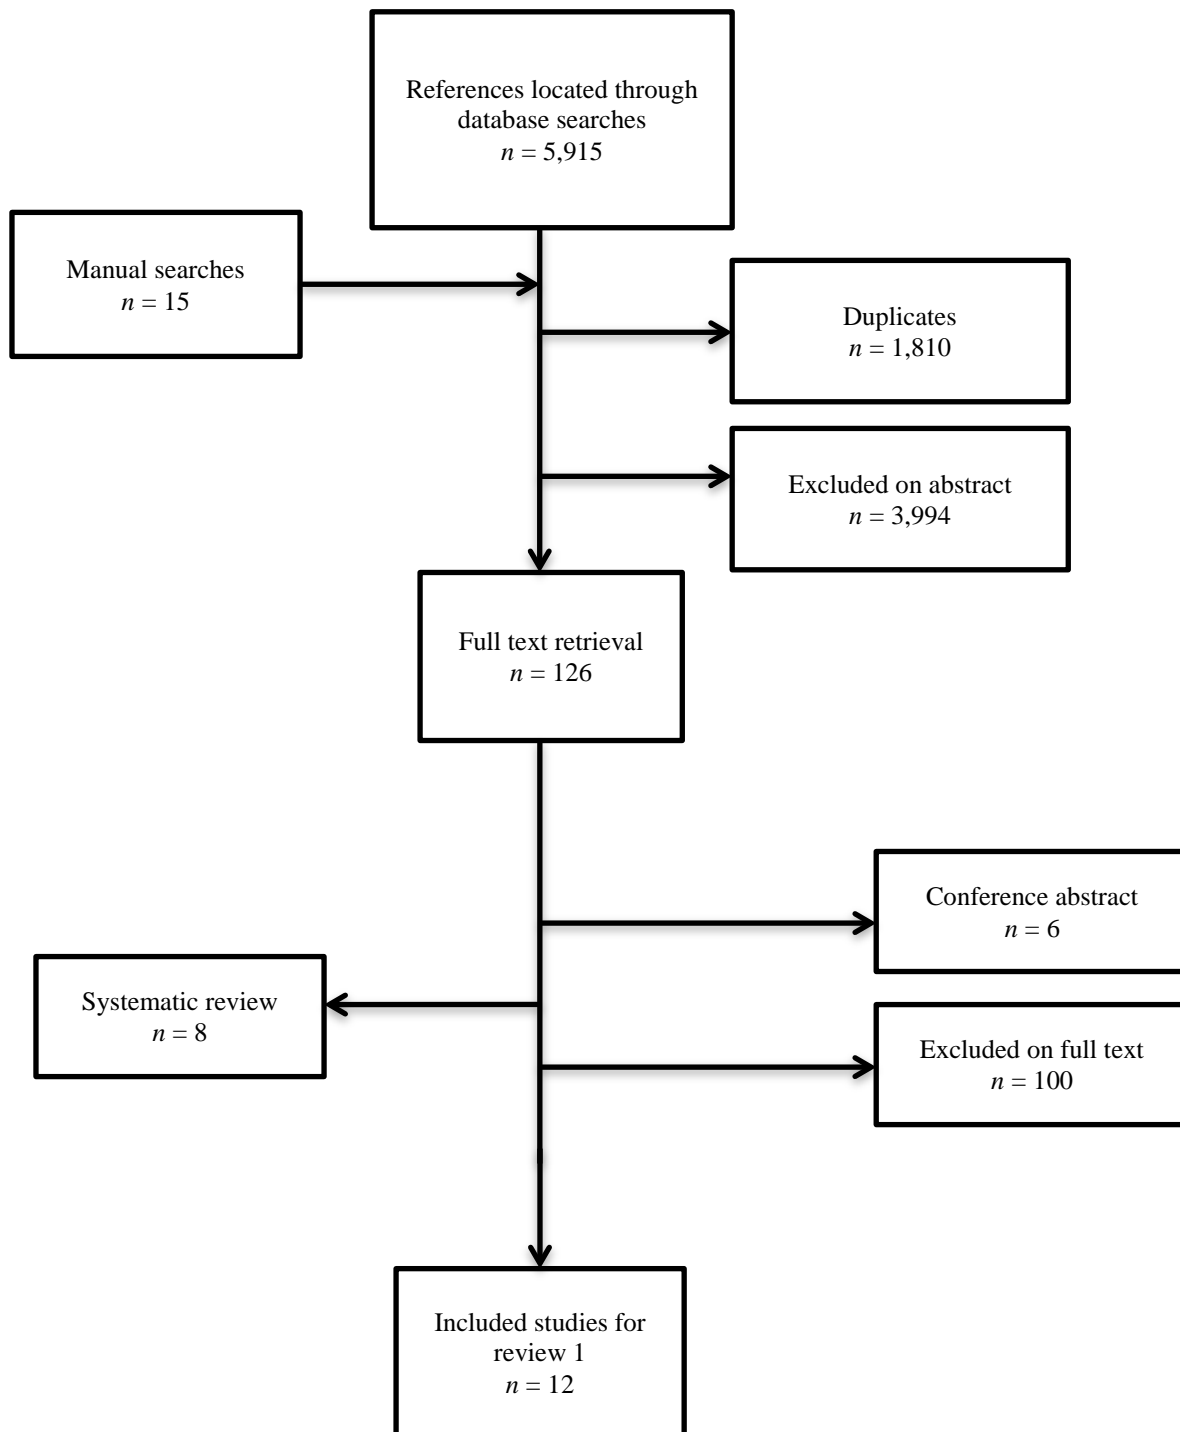 References located through
database searches
n = 5,915
Manual searches
n = 15
Duplicates
n = 1,810
Excluded on abstract
n = 3,994
Full text retrieval
n = 126
Conference abstract
n = 6
Systematic review
n = 8
Excluded on full text
n = 100
Included studies for
review 1
n = 12